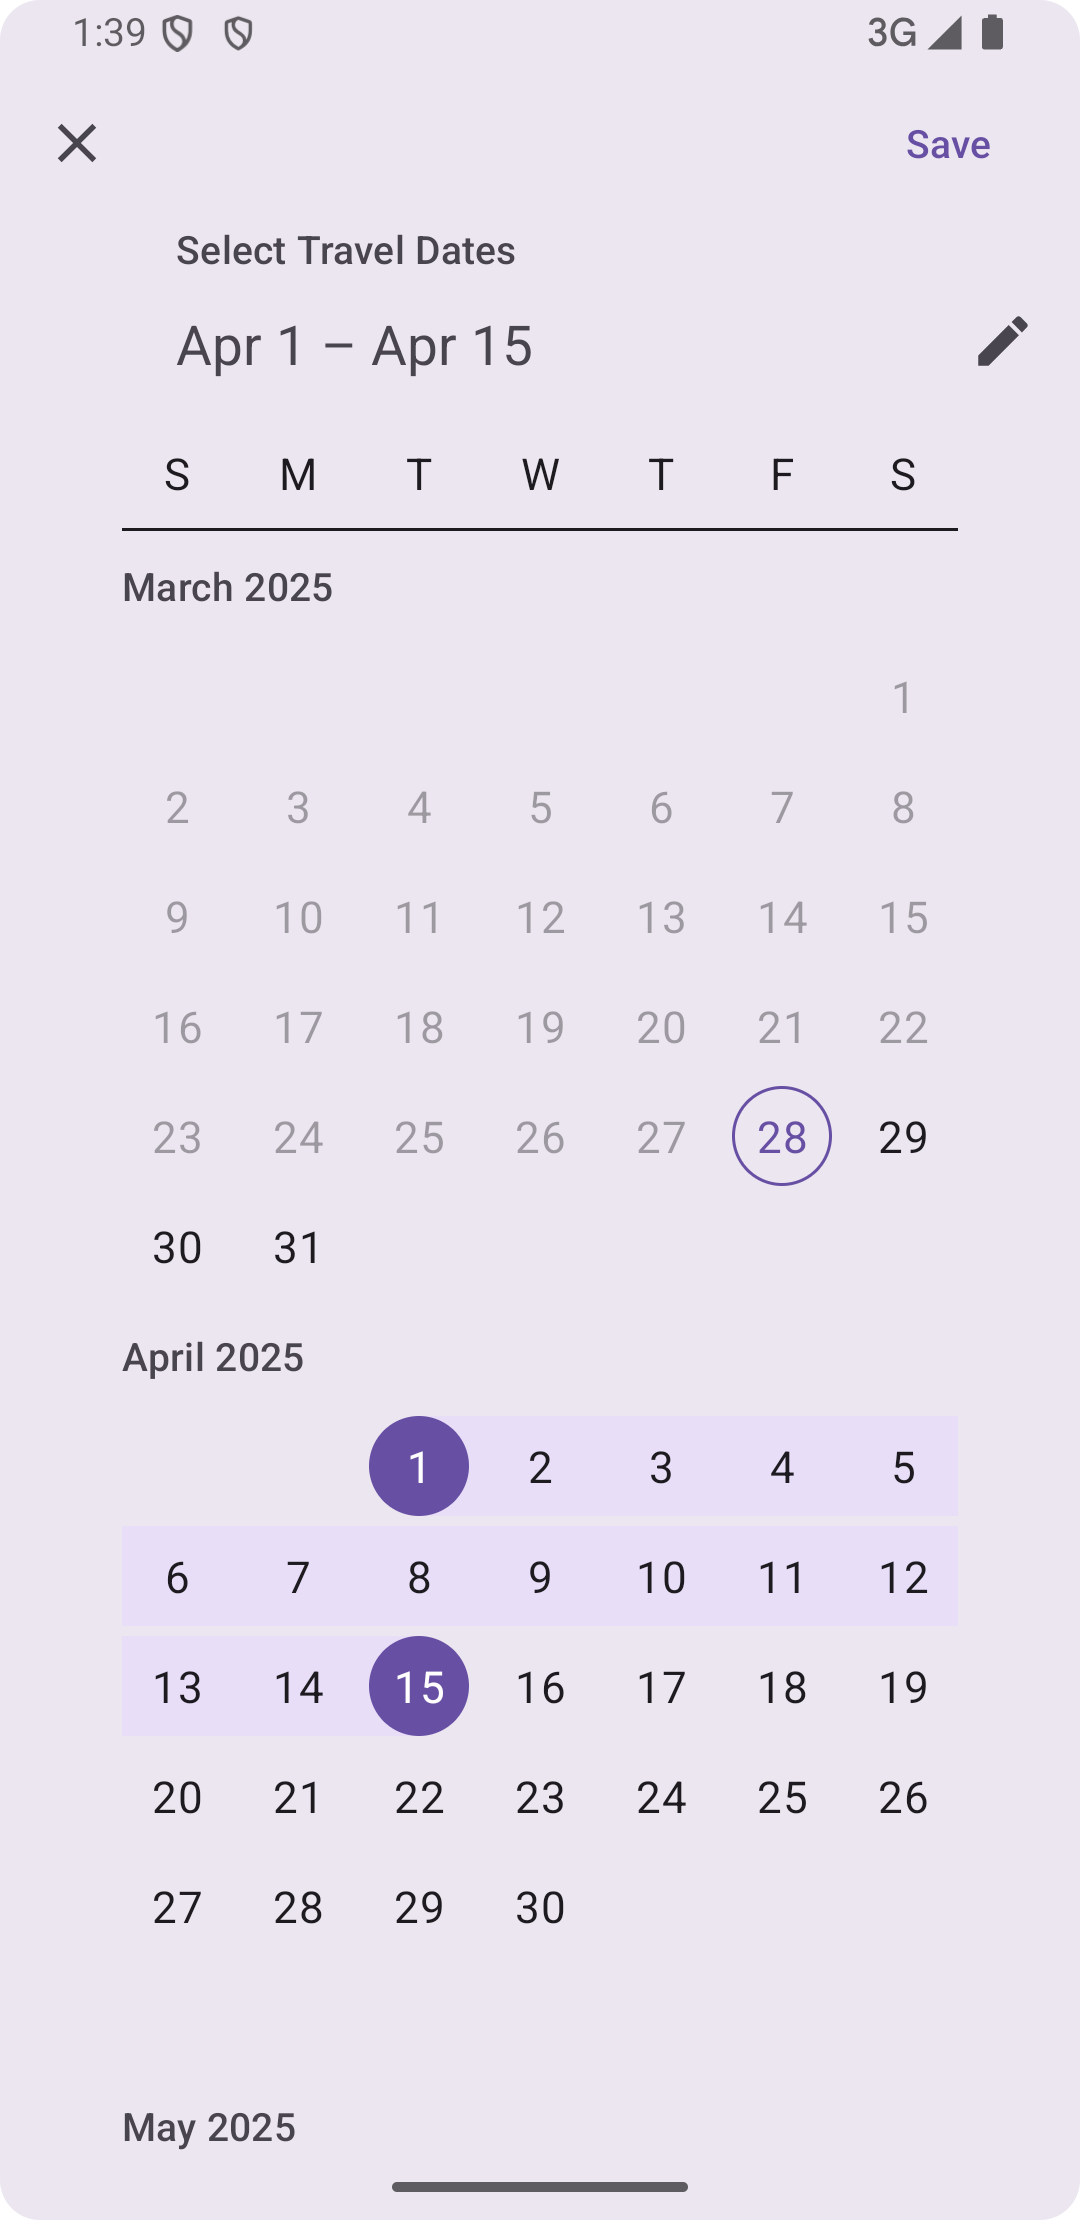 1:39 3G
Save
Select Travel Dates
Apr 1 – Apr 15
S M T W T F S
March 2025
1
2 3 4 5 6 7 8
9 10 11 12 13 14 15
16 17 18 19 20 21 22
23 24 25 26 27 28 29
30 31
April 2025
1 2 3 4 5
6 7 8 9 10 11 12
13 14 15 16 17 18 19
20 21 22 23 24 25 26
27 28 29 30
May 2025